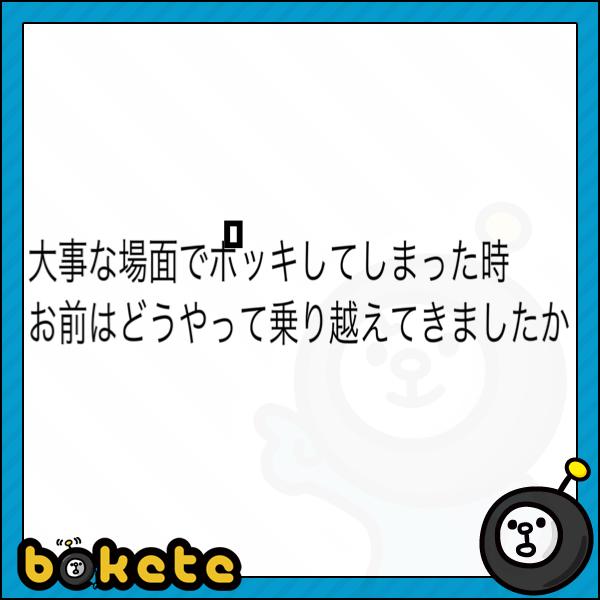 大事な場面でポッキしてしまった時
お前はどうやって乗り越えてきましたか
bokete